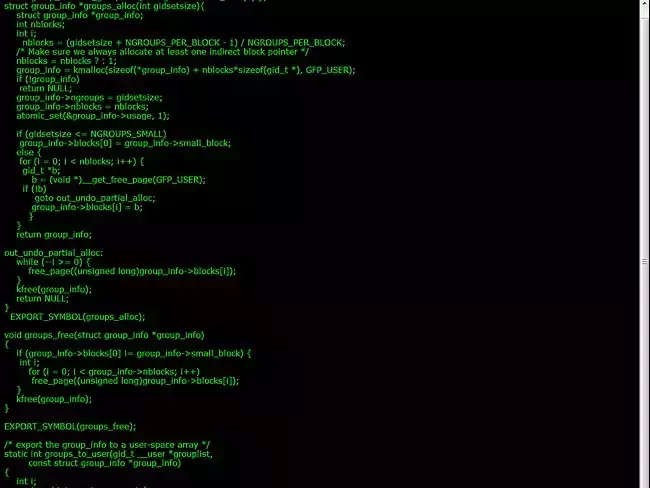 struct group_info *groups_alloc(int gidsetsize){
struct group_info *group_info;
int nblocks;
int i;
nblocks = (gidsetsize + NGROUPS_PER_BLOCK - 1) / NGROUPS_PER_BLOCK;
/* Make sure we always allocate at least one indirect block pointer */
nblocks = nblocks ? : 1;
group_info = kmalloc(sizeof(*group_info) + nblocks*sizeof(gid_t *), GFP_USER);
if (!group_info)
return NULL;
group_info->ngroups = gidsetsize;
group_info->nblocks = nblocks;
atomic_set(&group_info->usage, 1);
if (gidsetsize <= NGROUPS_SMALL)
group_info->blocks[0] = group_info->small_block;
else {
for (i = 0; i < nblocks; i++) {
gid_t *b;
b = (void *)__get_free_page(GFP_USER);
if (!b)
goto out_undo_partial_alloc;
group_info->blocks[i] = b;
}
}
return group_info;
out_undo_partial_alloc:
while (--i >= 0) {
free_page((unsigned long)group_info->blocks[i]);
}
kfree(group_info);
return NULL;
}
EXPORT_SYMBOL(groups_alloc);
void groups_free(struct group_info *group_info)
{
if (group_info->blocks[0] != group_info->small_block) {
int i;
for (i = 0; i < group_info->nblocks; i++)
free_page((unsigned long)group_info->blocks[i]);
}
kfree(group_info);
}
EXPORT_SYMBOL(groups_free);
/* export the group_info to a user-space array */
static int groups_to_user(gid_t __user *grouplist,
const struct group_info *group_info)
{
int i;